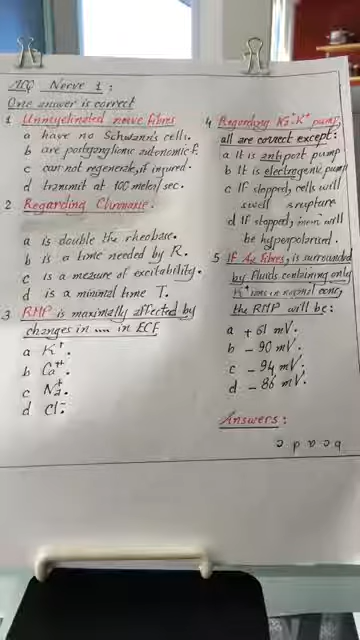 MCQ Nerve 1:
One answer is correct
1 Unmyelinated nerve fibres
a have no Schwann's cells.
b are postganglionic autonomic f.
c can not regenerate, if injured.
d transmit at 100 meter/sec.
2 Regarding Chronaxie.
a is double the rheobase.
b is a time needed by R.
c is a measure of excitability.
d is a minimal time T.
3 RMP is maximally affected by
changes in .... in ECF
a K+.
b Ca++.
c Na+.
d Cl-.
4 Regarding Na+-K+ pump,
all are correct except:
a It is antiport pump
b It is electrogenic pump
c If stopped, cells will
swell & rupture
d If stopped, mem will
be hyperpolarised.
5 If Ax fibres, is surrounded
by fluids containing only
K+ ions in normal conc,
the RMP will be:
a + 61 mV.
b - 90 mV.
c - 94 mV.
d - 86 mV.
Answers:
b c a d c